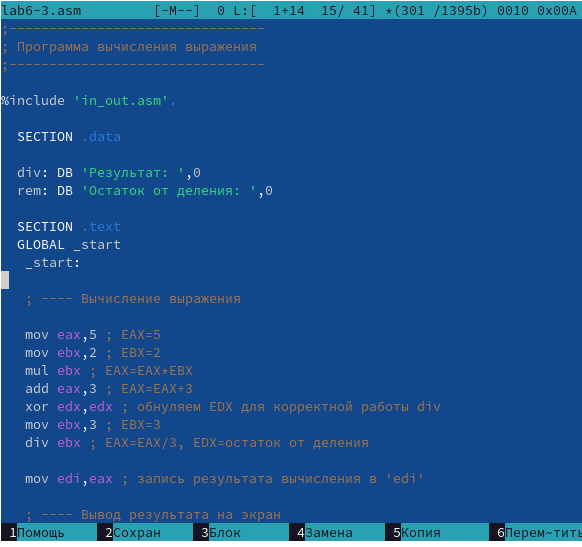 lab6-3.asm         [-M--]  0 L:[  1+14  15/ 41] *(301 /1395b) 0010 0x00A
;--------------------------------
; Программа вычисления выражения
;--------------------------------
%include 'in_out.asm'.
SECTION .data
div: DB 'Результат: ',0
rem: DB 'Остаток от деления: ',0
SECTION .text
GLOBAL _start
_start:
; ---- Вычисление выражения
mov eax,5 ; EAX=5
mov ebx,2 ; EBX=2
mul ebx ; EAX=EAX*EBX
add eax,3 ; EAX=EAX+3
xor edx,edx ; обнуляем EDX для корректной работы div
mov ebx,3 ; EBX=3
div ebx ; EAX=EAX/3, EDX=остаток от деления
mov edi,eax ; запись результата вычисления в 'edi'
; ---- Вывод результата на экран
1Помощь 2Сохран 3Блок 4Замена 5Копия 6Перем~тить